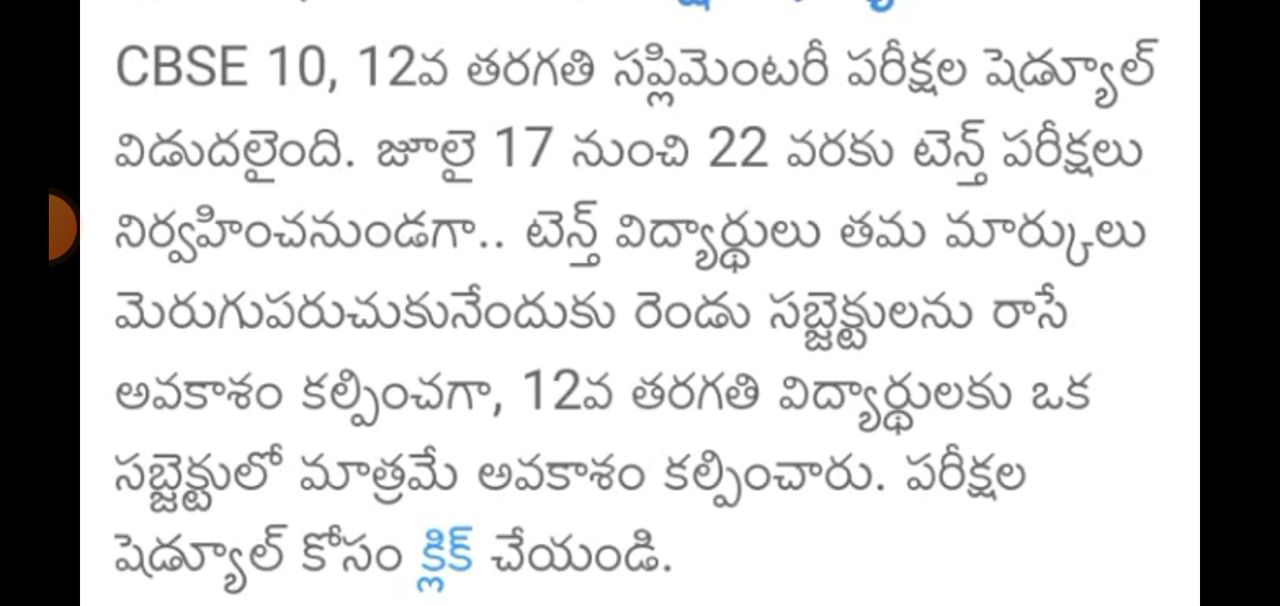 CBSE 10, 12వ తరగతి సప్లిమెంటరీ పరీక్షల షెడ్యూల్
విడుదలైంది. జూలై 17 నుంచి 22 వరకు టెన్త్ పరీక్షలు
నిర్వహించనుండగా.. టెన్త్ విద్యార్థులు తమ మార్కులు
మెరుగుపరుచుకునేందుకు రెండు సబ్జెక్టులను రాసే
అవకాశం కల్పించగా, 12వ తరగతి విద్యార్థులకు ఒక
సబ్జెక్టులో మాత్రమే అవకాశం కల్పించారు. పరీక్షల
షెడ్యూల్ కోసం క్లిక్ చేయండి.